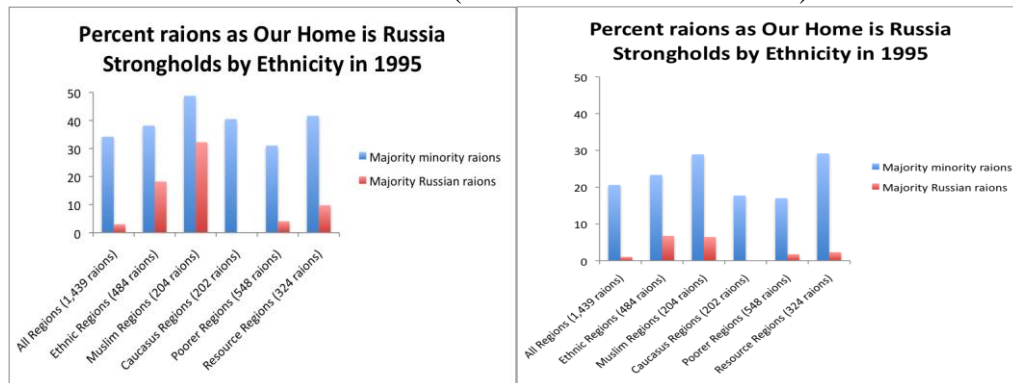 Percent raions as Our Home is Russia
Strongholds by Ethnicity in 1995
50
40
30
20
10
0
Majority minority raions
Majority Russian raions
All Regions (1,439 raions)
Ethnic Regions (484 raions)
Muslim Regions (204 raions)
Caucasus Regions (202 raions)
Poorer Regions (548 raions)
Resource Regions (324 raions)
Percent raions as Our Home is Russia
Strongholds by Ethnicity in 1995
50
40
30
20
10
0
Majority minority raions
Majority Russian raions
All Regions (1,439 raions)
Ethnic Regions (484 raions)
Muslim Regions (204 raions)
Caucasus Regions (202 raions)
Poorer Regions (548 raions)
Resource Regions (324 raions)